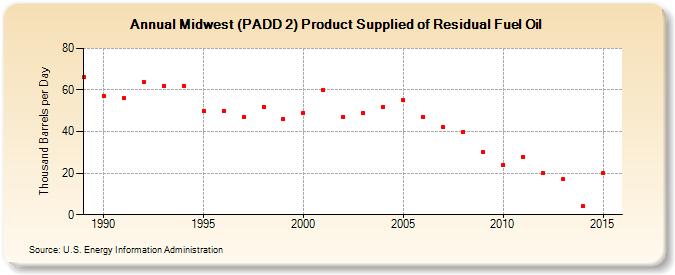 Annual Midwest (PADD 2) Product Supplied of Residual Fuel Oil
Thousand Barrels per Day
80
60
40
20
0
1990 1995 2000 2005 2010 2015
Source: U.S. Energy Information Administration